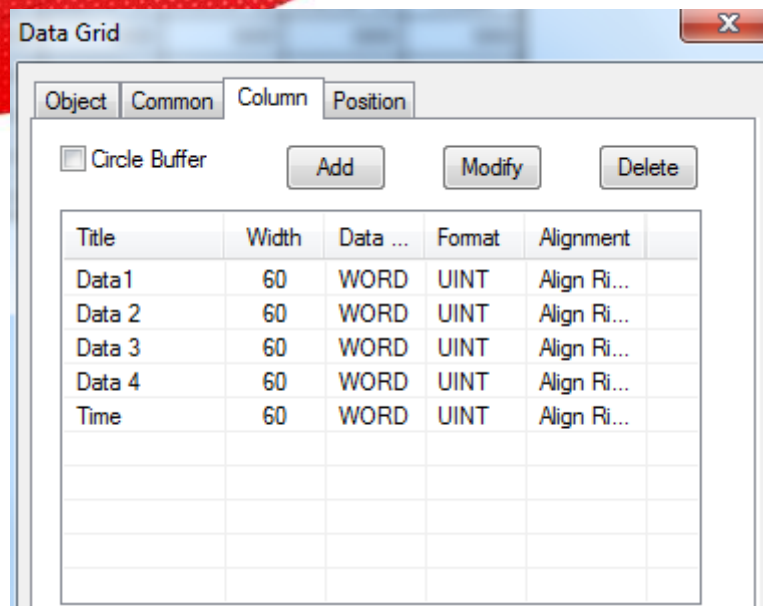 Data Grid
Object Common Column Position
Circle Buffer Add Modify Delete
Title Width Data ... Format Alignment
Data1 60 WORD UINT Align Ri...
Data 2 60 WORD UINT Align Ri...
Data 3 60 WORD UINT Align Ri...
Data 4 60 WORD UINT Align Ri...
Time 60 WORD UINT Align Ri...